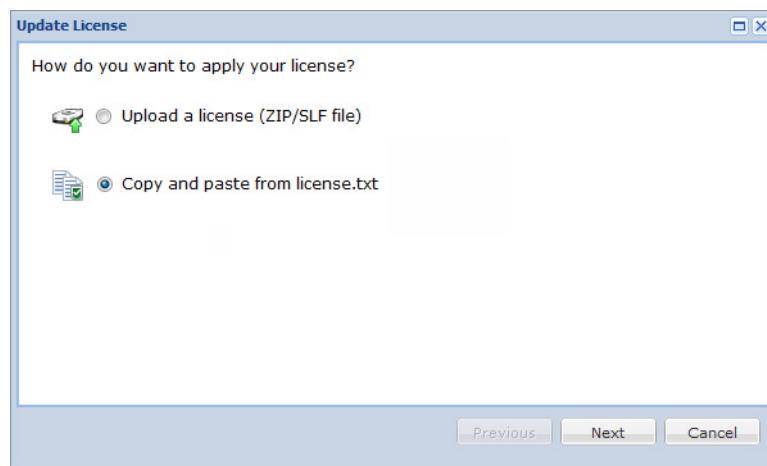 Update License
How do you want to apply your license?
Upload a license (ZIP/SLF file)
Copy and paste from license.txt
Previous Next Cancel